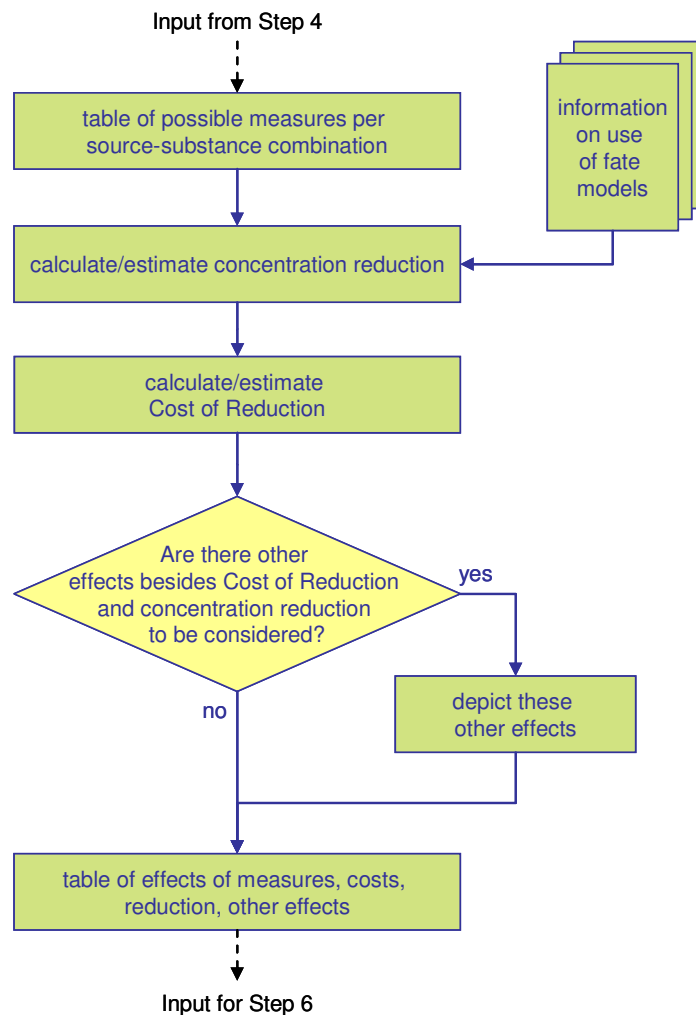 Input from Step 4
table of possible measures per
source-substance combination
information
on use
of fate
models
calculate/estimate concentration reduction
calculate/estimate
Cost of Reduction
Are there other
effects besides Cost of Reduction
and concentration reduction
to be considered?
yes
no
depict these
other effects
table of effects of measures, costs,
reduction, other effects
Input for Step 6